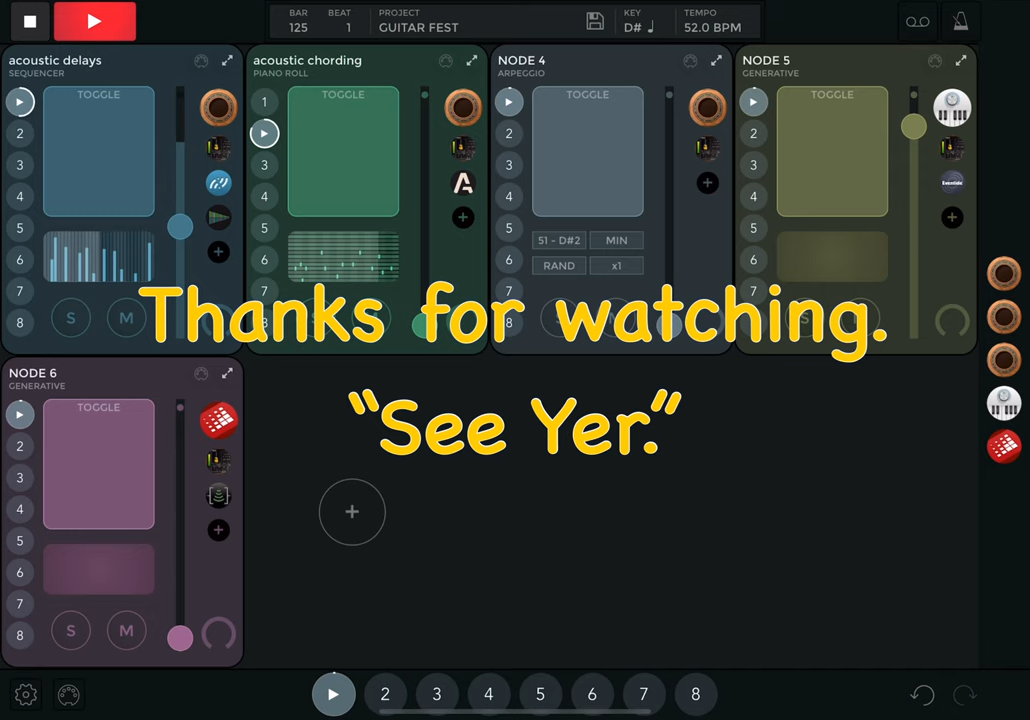 BAR
125
BEAT
1
PROJECT
GUITAR FEST
KEY
D# ♩
TEMPO
52.0 BPM
acoustic delays
SEQUENCER
TOGGLE
2
3
4
5
6
7
8
S
M
acoustic chording
PIANO ROLL
TOGGLE
1
3
4
5
6
7
8
S
NODE 4
ARPEGGIO
TOGGLE
2
3
4
5
6
7
8
51 - D#2
MIN
RAND
x1
S
NODE 5
GENERATIVE
TOGGLE
Eventide
2
3
4
5
6
7
8
S
Thanks for watching.
“See Yer.”
NODE 6
GENERATIVE
TOGGLE
2
3
4
5
6
7
8
S
M
2
3
4
5
6
7
8